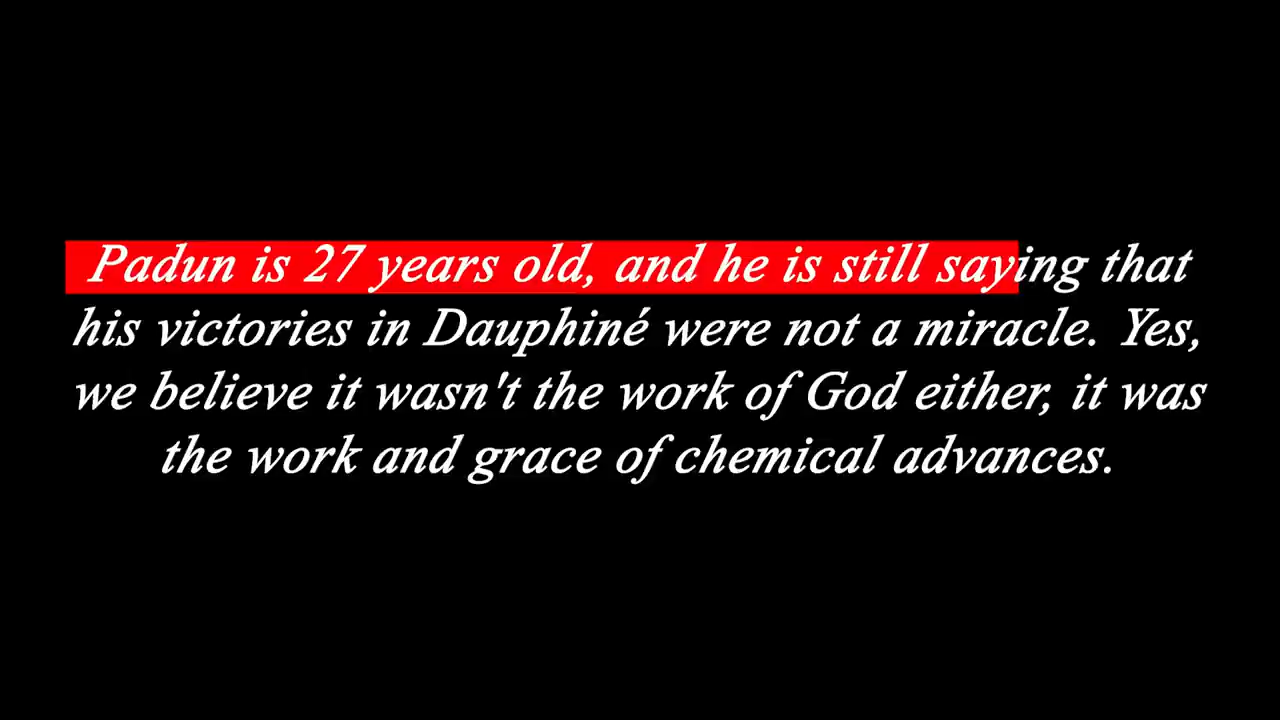 Padun is 27 years old, and he is still saying that
his victories in Dauphiné were not a miracle. Yes,
we believe it wasn't the work of God either, it was
the work and grace of chemical advances.